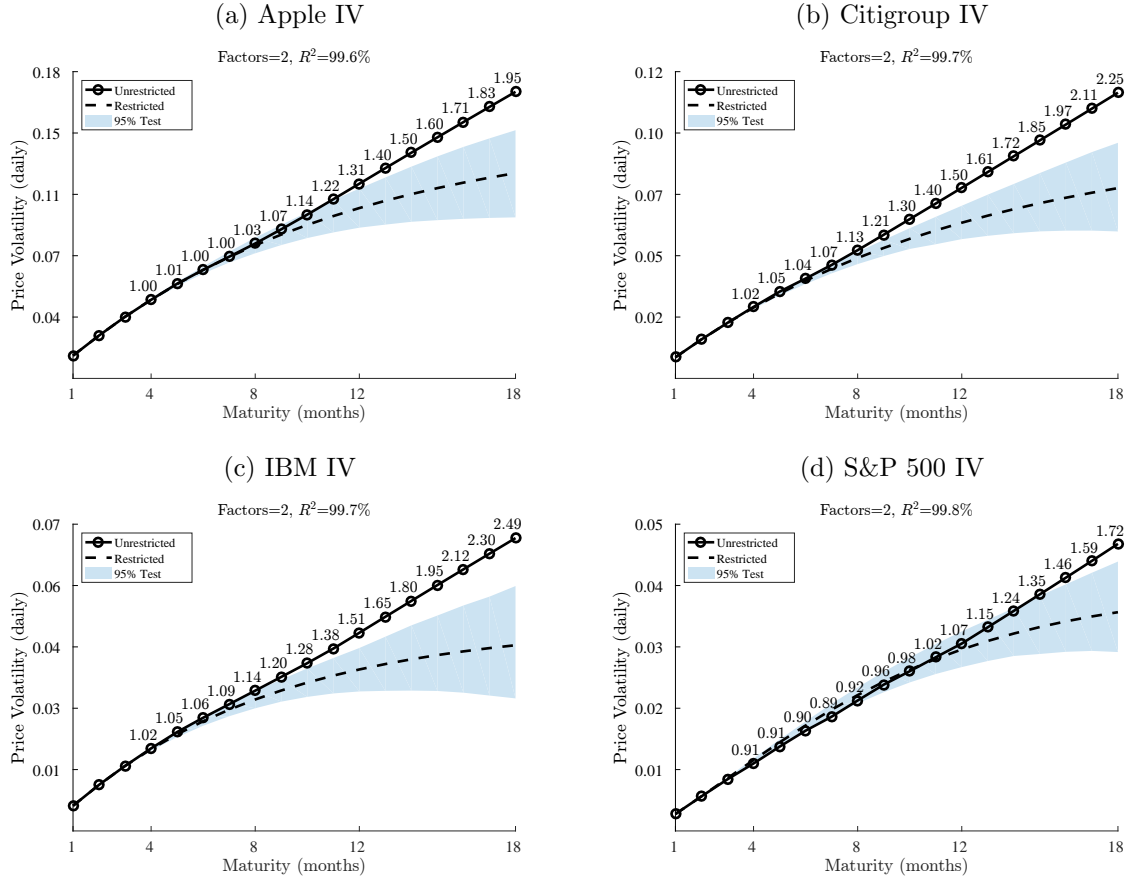 (a) Apple IV
Factors=2, R²=99.6%
Unrestricted
Restricted
95% Test
Price Volatility (daily)
0.18
0.15
0.11
0.07
0.04
1.00
1.01
1.00
1.00
1.03
1.07
1.14
1.22
1.31
1.40
1.50
1.60
1.71
1.83
1.95
1 4 8 12 18
Maturity (months)
(b) Citigroup IV
Factors=2, R²=99.7%
Unrestricted
Restricted
95% Test
Price Volatility (daily)
0.12
0.10
0.07
0.05
0.02
1.02
1.05
1.04
1.07
1.13
1.21
1.30
1.40
1.50
1.61
1.72
1.85
1.97
2.11
2.25
1 4 8 12 18
Maturity (months)
(c) IBM IV
Factors=2, R²=99.7%
Unrestricted
Restricted
95% Test
Price Volatility (daily)
0.07
0.06
0.04
0.03
0.01
1.02
1.05
1.06
1.09
1.14
1.20
1.28
1.38
1.51
1.65
1.80
1.95
2.12
2.30
2.49
1 4 8 12 18
Maturity (months)
(d) S&P 500 IV
Factors=2, R²=99.8%
Unrestricted
Restricted
95% Test
Price Volatility (daily)
0.05
0.04
0.03
0.02
0.01
0.91
0.91
0.90
0.89
0.92
0.96
0.98
1.02
1.07
1.15
1.24
1.35
1.46
1.59
1.72
1 4 8 12 18
Maturity (months)